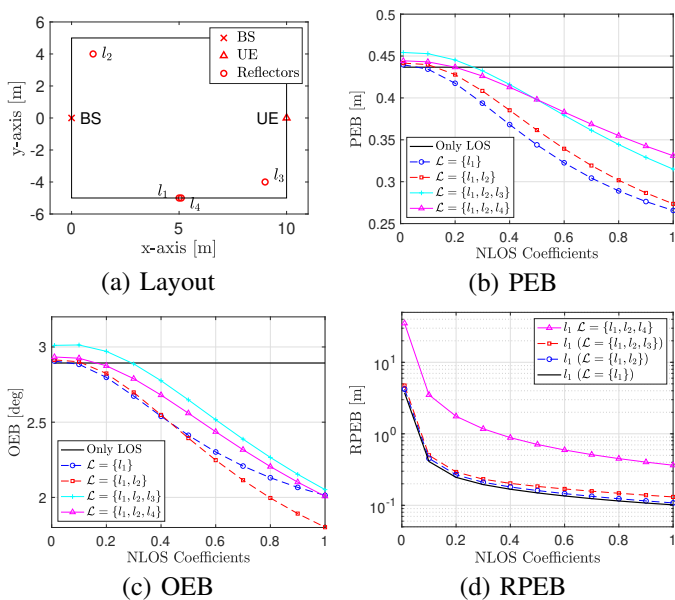 6
4
2
0
-2
-4
-6
0
5
10
y-axis [m]
x-axis [m]
BS
UE
Reflectors
l2
BS
UE
l3
l1
l4
(a) Layout
0.45
0.4
0.35
0.3
0.25
0
0.2
0.4
0.6
0.8
1
PEB [m]
NLOS Coefficients
Only LOS
L = {l1}
L = {l1, l2}
L = {l1, l2, l3}
L = {l1, l2, l4}
(b) PEB
3
2.5
2
0
0.2
0.4
0.6
0.8
1
OEB [deg]
NLOS Coefficients
Only LOS
L = {l1}
L = {l1, l2}
L = {l1, l2, l3}
L = {l1, l2, l4}
(c) OEB
10^1
10^0
10^-1
0
0.2
0.4
0.6
0.8
1
RPEB [m]
NLOS Coefficients
l1 L = {l1, l2, l4}
l1 (L = {l1, l2, l3})
l1 (L = {l1, l2})
l1 (L = {l1})
(d) RPEB